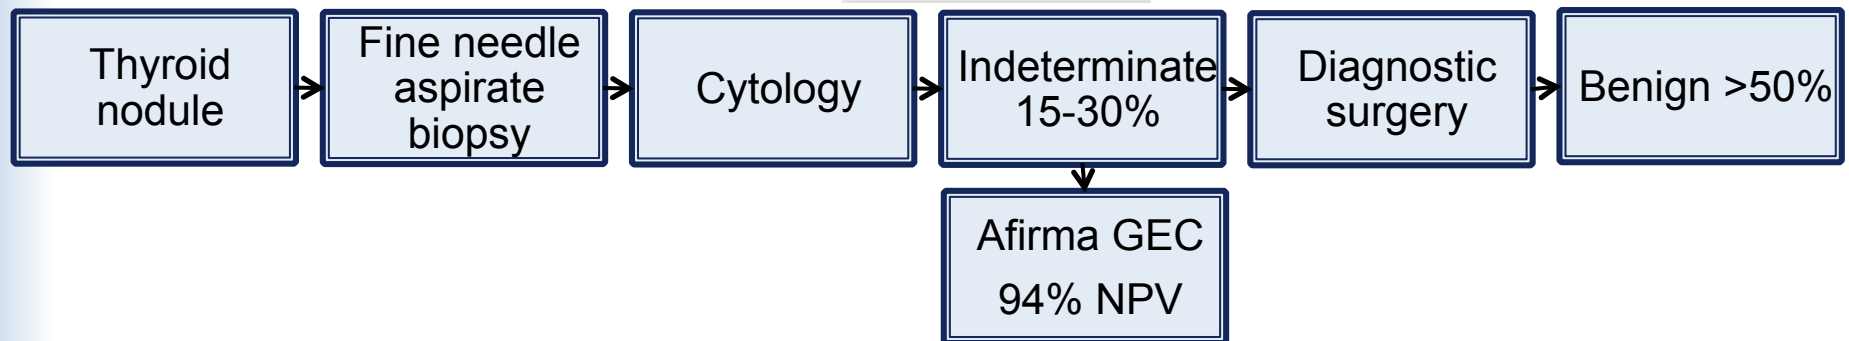 Thyroid
nodule
Fine needle
aspirate
biopsy
Cytology
Indeterminate
15-30%
Diagnostic
surgery
Benign >50%
Afirma GEC
94% NPV